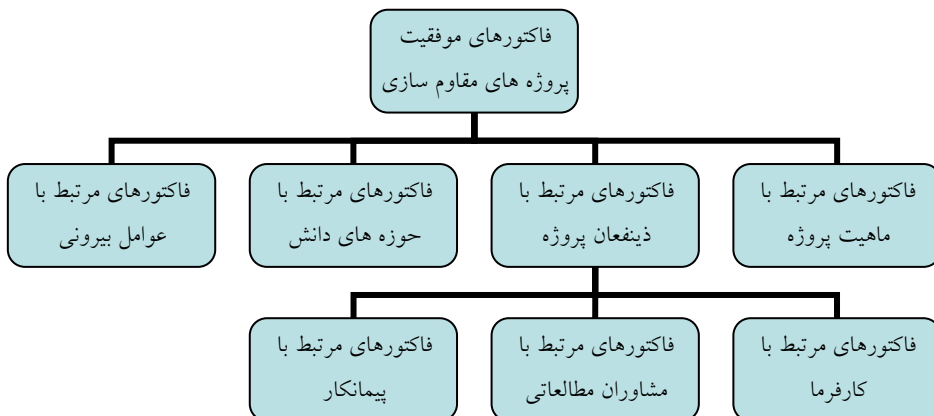 فاکتورهای موفقیت
پروژه های مقاوم سازی
فاکتورهای مرتبط با
ماهیت پروژه
فاکتورهای مرتبط با
ذینفعان پروژه
فاکتورهای مرتبط با
حوزه های دانش
فاکتورهای مرتبط با
عوامل بیرونی
فاکتورهای مرتبط با
کارفرما
فاکتورهای مرتبط با
مشاوران مطالعاتی
فاکتورهای مرتبط با
پیمانکار